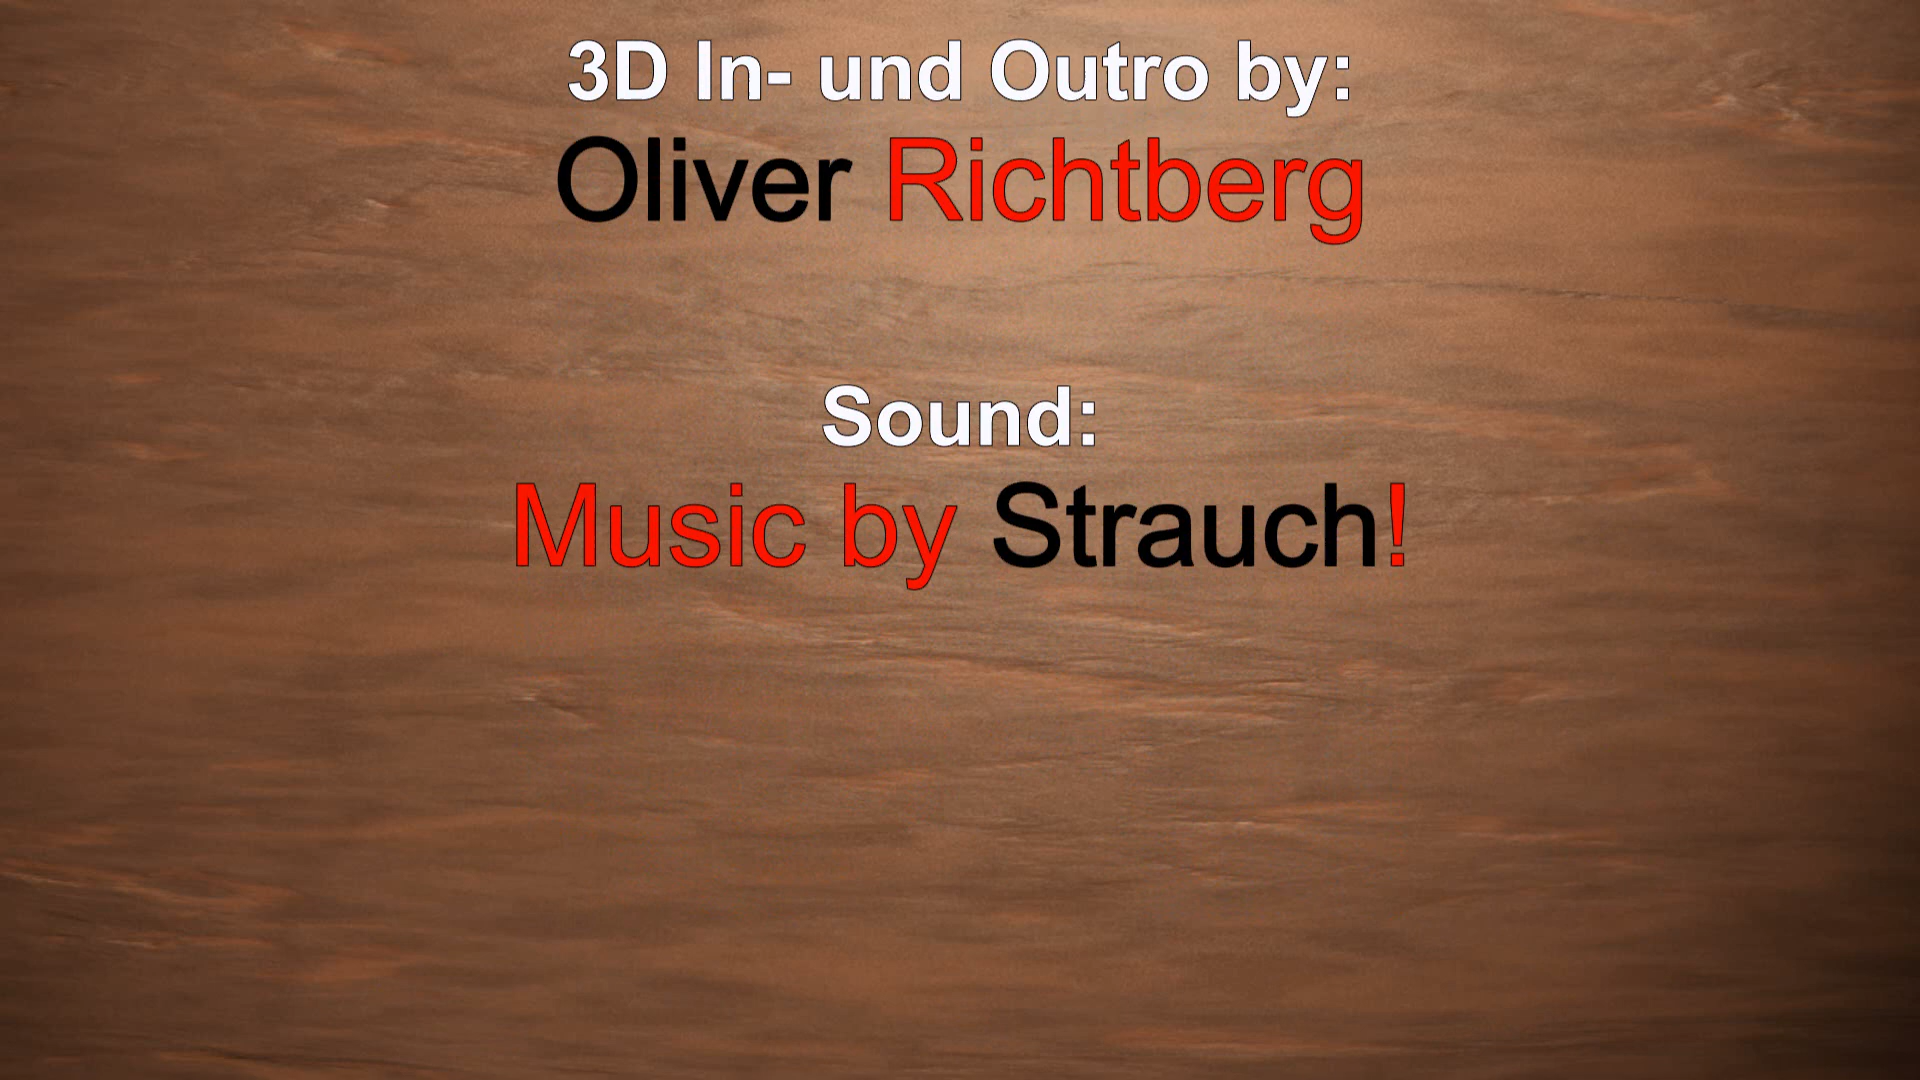 3D In- und Outro by:
Oliver Richtberg
Sound:
Music by Strauch!